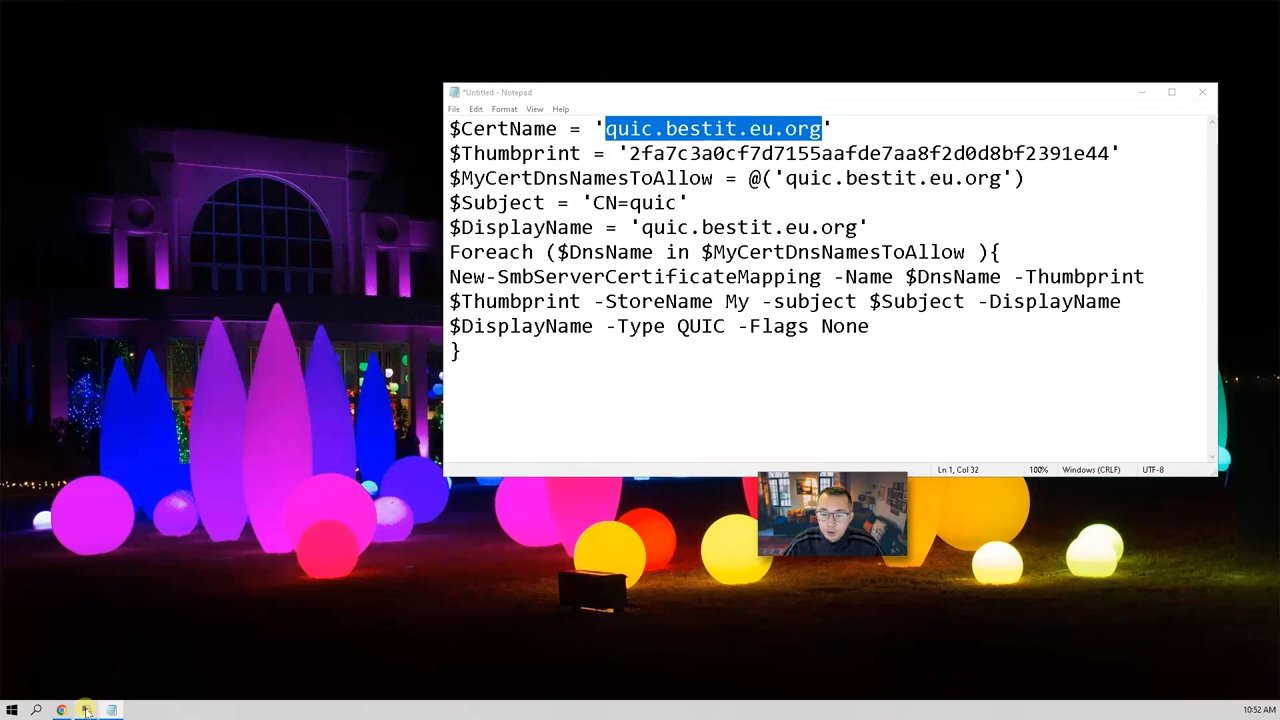 *Untitled - Notepad
File Edit Format View Help
$CertName = 'quic.bestit.eu.org'
$Thumbprint = '2fa7c3a0cf7d7155aafde7aa8f2d0d8bf2391e44'
$MyCertDnsNamesToAllow = @('quic.bestit.eu.org')
$Subject = 'CN=quic'
$DisplayName = 'quic.bestit.eu.org'
Foreach ($DnsName in $MyCertDnsNamesToAllow ){
New-SmbServerCertificateMapping -Name $DnsName -Thumbprint
$Thumbprint -StoreName My -subject $Subject -DisplayName
$DisplayName -Type QUIC -Flags None
}
Ln 1, Col 32 100% Windows (CRLF) UTF-8
10:52 AM